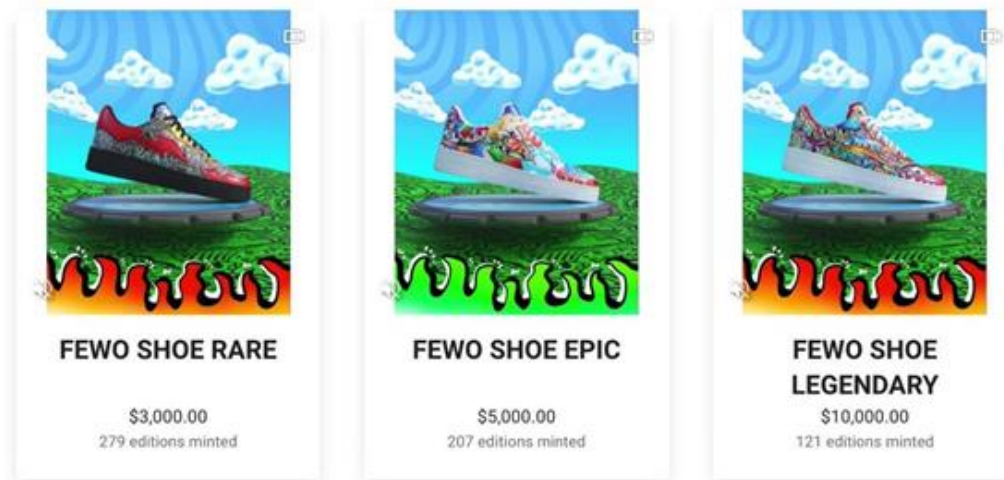 FEWO SHOE RARE
$3,000.00
279 editions minted
FEWO SHOE EPIC
$5,000.00
207 editions minted
FEWO SHOE
LEGENDARY
$10,000.00
121 editions minted